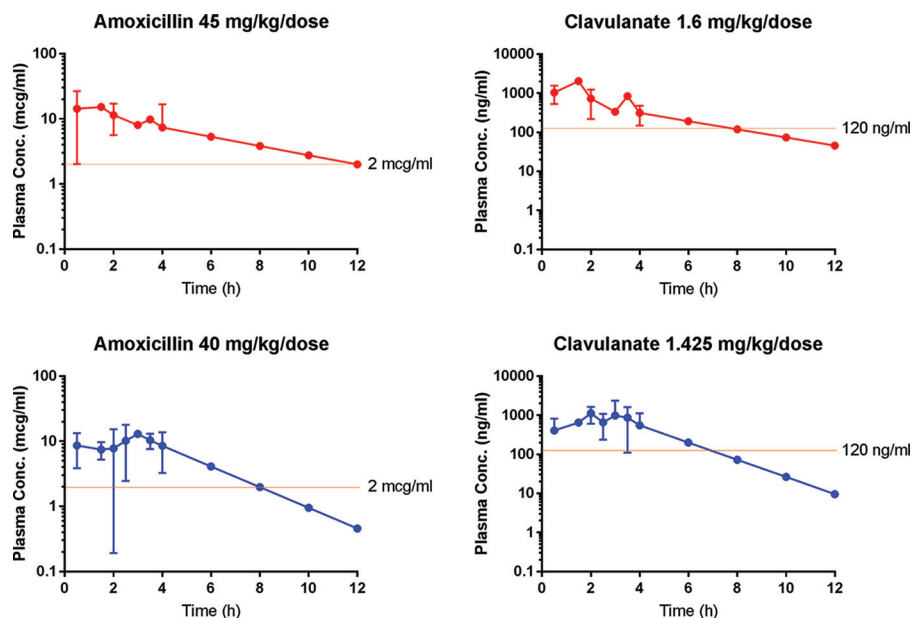 Amoxicillin 45 mg/kg/dose
Plasma Conc. (mcg/ml)
100
10
1
0.1
2 mcg/ml
0 2 4 6 8 10 12
Time (h)
Clavulanate 1.6 mg/kg/dose
Plasma Conc. (ng/ml)
10000
1000
100
10
1
0.1
120 ng/ml
0 2 4 6 8 10 12
Time (h)
Amoxicillin 40 mg/kg/dose
Plasma Conc. (mcg/ml)
100
10
1
0.1
2 mcg/ml
0 2 4 6 8 10 12
Time (h)
Clavulanate 1.425 mg/kg/dose
Plasma Conc. (ng/ml)
10000
1000
100
10
1
0.1
120 ng/ml
0 2 4 6 8 10 12
Time (h)